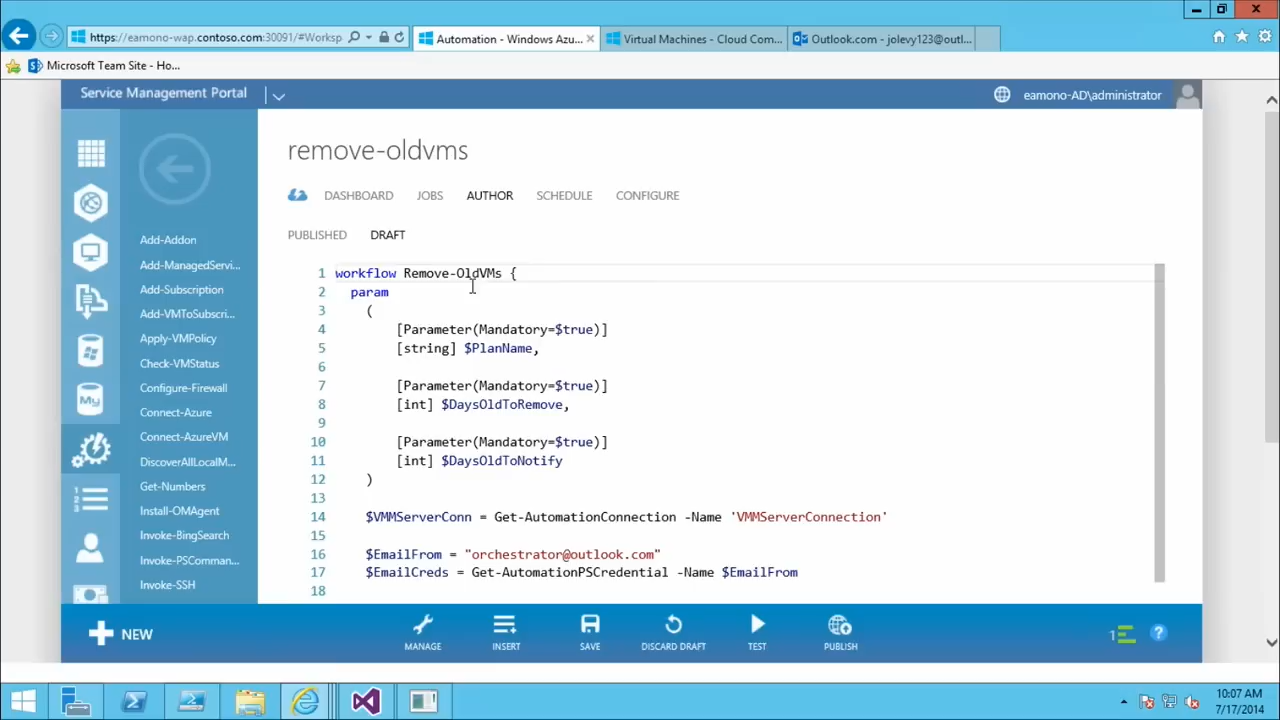 https://eamono-wap.contoso.com:30091/#Worksp
Automation - Windows Azu...
Virtual Machines - Cloud Com...
Outlook.com - jolevy123@outl...
Microsoft Team Site - Ho...
Service Management Portal
eamono-AD\administrator
remove-oldvms
DASHBOARD JOBS AUTHOR SCHEDULE CONFIGURE
PUBLISHED DRAFT
Add-Addon
Add-ManagedServi...
Add-Subscription
Add-VMToSubscri...
Apply-VMPolicy
Check-VMStatus
Configure-Firewall
Connect-Azure
Connect-AzureVM
DiscoverAllLocalM...
Get-Numbers
Install-OMAgent
Invoke-BingSearch
Invoke-PSComman...
Invoke-SSH
My
1 2 3
1 workflow Remove-OldVMs {
2 param
3 (
4 [Parameter(Mandatory=$true)]
5 [string] $PlanName,
6
7 [Parameter(Mandatory=$true)]
8 [int] $DaysOldToRemove,
9
10 [Parameter(Mandatory=$true)]
11 [int] $DaysOldToNotify
12 )
13
14 $VMMServerConn = Get-AutomationConnection -Name 'VMMServerConnection'
15
16 $EmailFrom = "orchestrator@outlook.com"
17 $EmailCreds = Get-AutomationPSCredential -Name $EmailFrom
18
NEW
MANAGE INSERT SAVE DISCARD DRAFT TEST PUBLISH
1
?
10:07 AM
7/17/2014